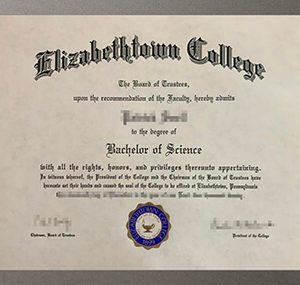 Elizabethtown College
The Board of Trustees,
upon the recommendation of the Faculty, hereby admits
to the degree of
Bachelor of Science
with all the rights, honors, and privileges thereunto appertaining.
In witness whereof, the President of the College and the Chairman of the Board of Trustees have
hereunto set their hands and caused the seal of the College to be affixed at Elizabethtown, Pennsylvania
ELIZABETHTOWN COLLEGE
1899
Chairman, Board of Trustees
President of the College